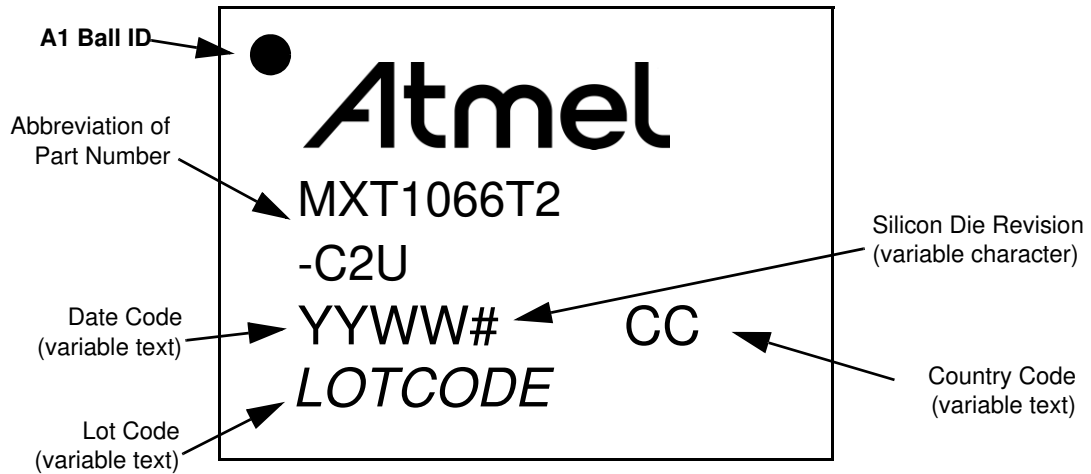 A1 Ball ID
Atmel
Abbreviation of
Part Number
MXT1066T2
-C2U
Silicon Die Revision
(variable character)
Date Code
(variable text)
YYWW#
CC
LOTCODE
Country Code
(variable text)
Lot Code
(variable text)